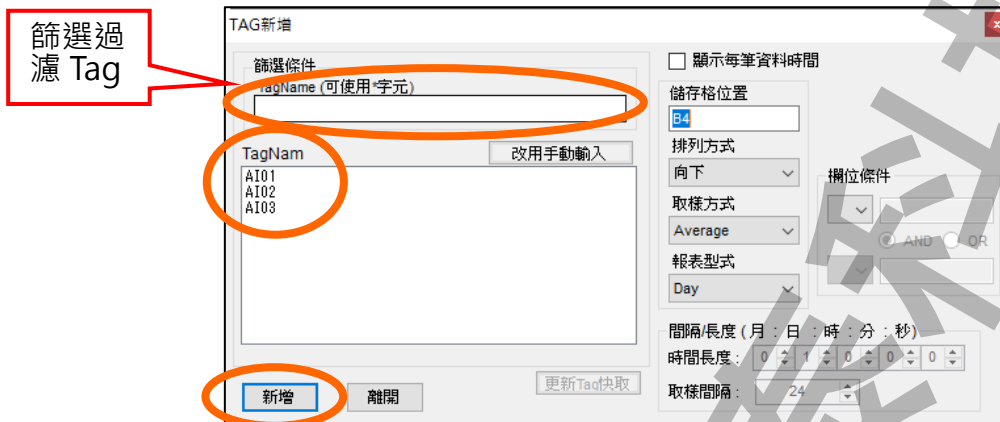 篩選過
濾 Tag
TAG新增
篩選條件
TagName (可使用*字元)
TagNam
改用手動輸入
AI01
AI02
AI03
新增
離開
更新Tag快取
顯示每筆資料時間
儲存格位置
B4
排列方式
向下
取樣方式
Average
報表型式
Day
欄位條件
AND
OR
間隔/長度 (月 : 日 : 時 : 分 : 秒)
時間長度 : 0 1 0 0 0
取樣間隔 : 24